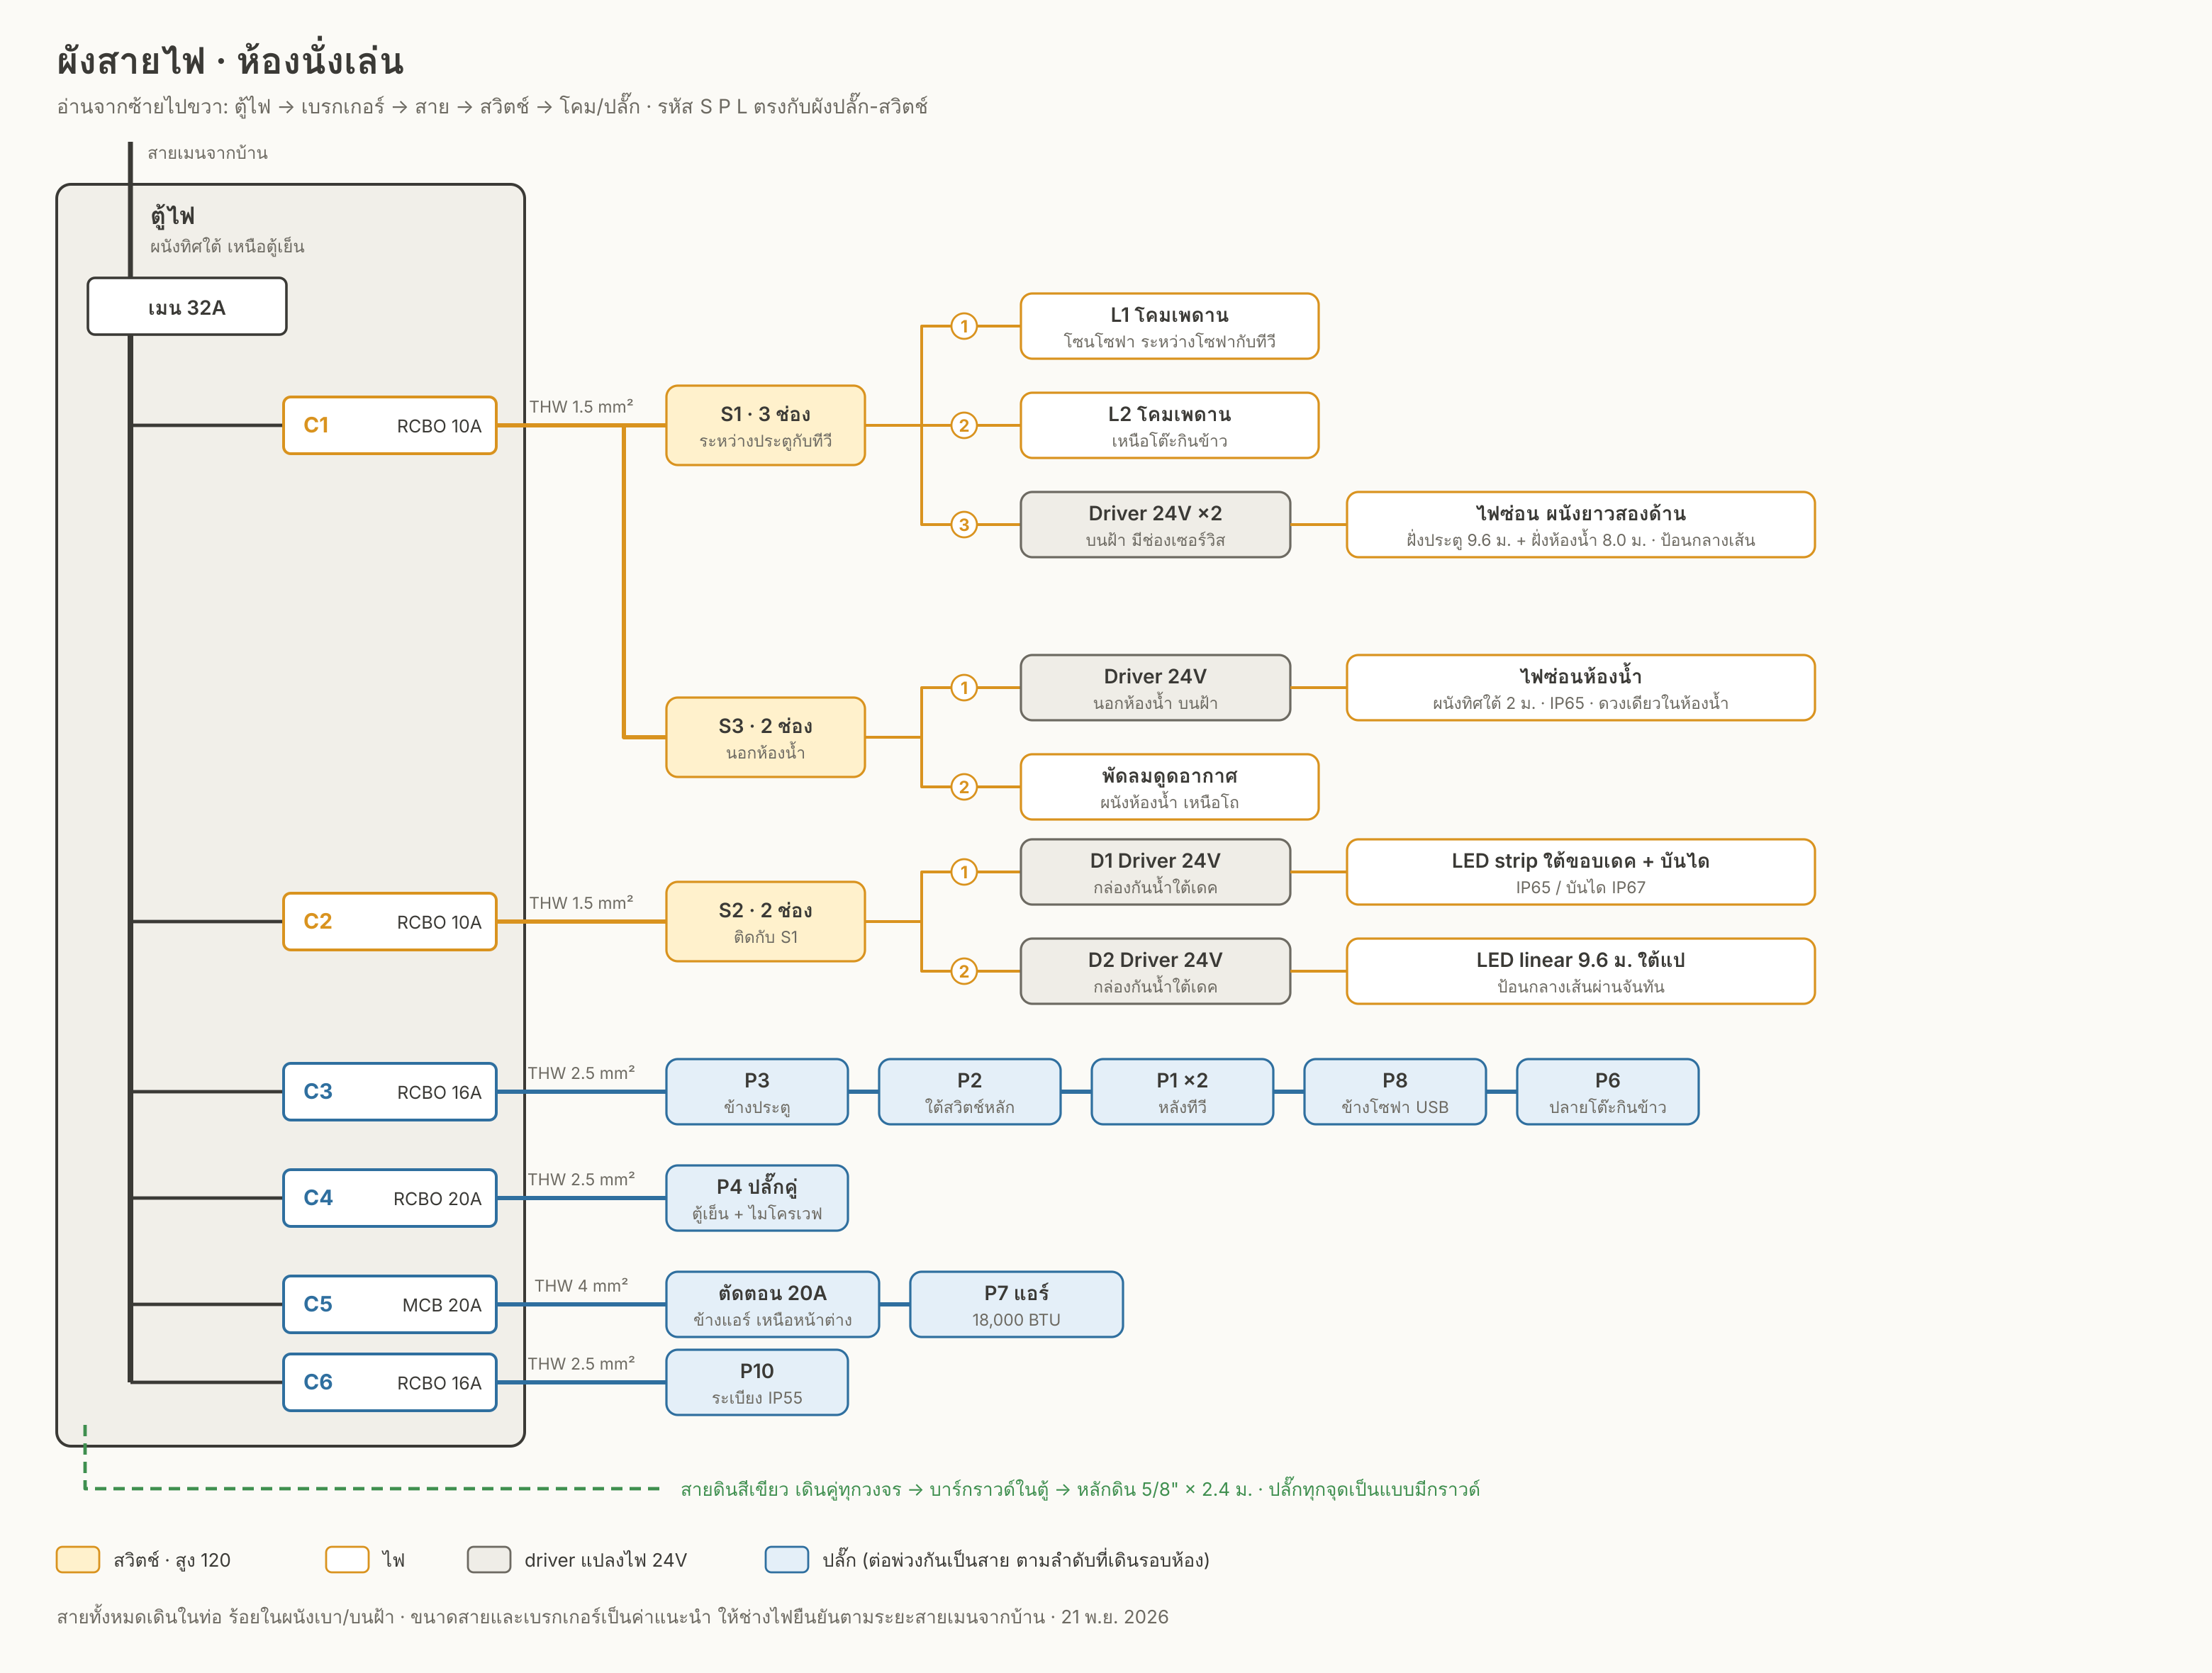 ผังสายไฟ · ห้องนั่งเล่น
อ่านจากซ้ายไปขวา: ตู้ไฟ → เบรกเกอร์ → สาย → สวิตช์ → โคม/ปลั๊ก · รหัส S P L ตรงกับผังปลั๊ก-สวิตช์
สายเมนจากบ้าน
ตู้ไฟ
ผนังทิศใต้ เหนือตู้เย็น
เมน 32A
C1 RCBO 10A
THW 1.5 mm²
S1 · 3 ช่อง
ระหว่างประตูกับทีวี
1
L1 โคมเพดาน
โซนโซฟา ระหว่างโซฟากับทีวี
2
L2 โคมเพดาน
เหนือโต๊ะกินข้าว
3
Driver 24V ×2
บนฝ้า มีช่องเซอร์วิส
ไฟซ่อน ผนังยาวสองด้าน
ฝั่งประตู 9.6 ม. + ฝั่งห้องน้ำ 8.0 ม. · ป้อนกลางเส้น
S3 · 2 ช่อง
นอกห้องน้ำ
1
Driver 24V
นอกห้องน้ำ บนฝ้า
ไฟซ่อนห้องน้ำ
ผนังทิศใต้ 2 ม. · IP65 · ดวงเดียวในห้องน้ำ
2
พัดลมดูดอากาศ
ผนังห้องน้ำ เหนือโถ
C2 RCBO 10A
THW 1.5 mm²
S2 · 2 ช่อง
ติดกับ S1
1
D1 Driver 24V
กล่องกันน้ำใต้เดค
LED strip ใต้ขอบเดค + บันได
IP65 / บันได IP67
2
D2 Driver 24V
กล่องกันน้ำใต้เดค
LED linear 9.6 ม. ใต้แป
ป้อนกลางเส้นผ่านจันทัน
C3 RCBO 16A
THW 2.5 mm²
P3
ข้างประตู
P2
ใต้สวิตช์หลัก
P1 ×2
หลังทีวี
P8
ข้างโซฟา USB
P6
ปลายโต๊ะกินข้าว
C4 RCBO 20A
THW 2.5 mm²
P4 ปลั๊กคู่
ตู้เย็น + ไมโครเวฟ
C5 MCB 20A
THW 4 mm²
ตัดตอน 20A
ข้างแอร์ เหนือหน้าต่าง
P7 แอร์
18,000 BTU
C6 RCBO 16A
THW 2.5 mm²
P10
ระเบียง IP55
สายดินสีเขียว เดินคู่ทุกวงจร → บาร์กราวด์ในตู้ → หลักดิน 5/8" × 2.4 ม. · ปลั๊กทุกจุดเป็นแบบมีกราวด์
สวิตช์ · สูง 120
ไฟ
driver แปลงไฟ 24V
ปลั๊ก (ต่อพ่วงกันเป็นสาย ตามลำดับที่เดินรอบห้อง)
สายทั้งหมดเดินในท่อ ร้อยในผนังเบา/บนฝ้า · ขนาดสายและเบรกเกอร์เป็นค่าแนะนำ ให้ช่างไฟยืนยันตามระยะสายเมนจากบ้าน · 21 พ.ย. 2026